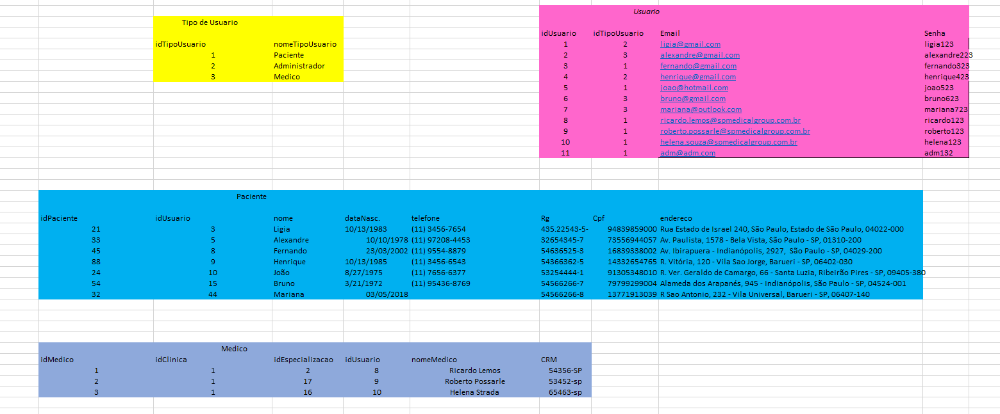 Usuario
Tipo de Usuario
idUsuario idTipoUsuario Email Senha
idTipoUsuario nomeTipoUsuario
1 2 ligia@gmail.com ligia123
1 Paciente
2 3 alexandre@gmail.com alexandre223
2 Administrador
3 1 fernando@gmail.com fernando323
3 Medico
4 2 henrique@gmail.com henrique423
5 1 joao@hotmail.com joao523
6 3 bruno@gmail.com bruno623
7 3 mariana@outlook.com mariana723
8 1 ricardo.lemos@spmedicalgroup.com.br ricardo123
9 1 roberto.possarle@spmedicalgroup.com.br roberto123
10 1 helena.souza@spmedicalgroup.com.br helena123
11 1 adm@adm.com adm132
Paciente
idPaciente idUsuario nome dataNasc. telefone Rg Cpf endereco
21 3 Ligia 10/13/1983 (11) 3456-7654 435.22543-5- 94839859000 Rua Estado de Israel 240, São Paulo, Estado de São Paulo, 04022-000
33 5 Alexandre 10/10/1978 (11) 97208-4453 32654345-7 73556944057 Av. Paulista, 1578 - Bela Vista, São Paulo - SP, 01310-200
45 8 Fernando 23/03/2002 (11) 9554-8879 54636525-3 16839338002 Av. Ibirapuera - Indianópolis, 2927, São Paulo - SP, 04029-200
88 9 Henrique 10/13/1985 (11) 3456-6543 54366362-5 14332654765 R. Vitória, 120 - Vila Sao Jorge, Barueri - SP, 06402-030
24 10 João 8/27/1975 (11) 7656-6377 53254444-1 91305348010 R. Ver. Geraldo de Camargo, 66 - Santa Luzia, Ribeirão Pires - SP, 09405-380
54 15 Bruno 3/21/1972 (11) 95436-8769 54566266-7 79799299004 Alameda dos Arapanés, 945 - Indianópolis, São Paulo - SP, 04524-001
32 44 Mariana 03/05/2018 54566266-8 13771913039 R Sao Antonio, 232 - Vila Universal, Barueri - SP, 06407-140
Medico
idMedico idClinica idEspecializacao idUsuario nomeMedico CRM
1 1 2 8 Ricardo Lemos 54356-SP
2 1 17 9 Roberto Possarle 53452-sp
3 1 16 10 Helena Strada 65463-sp